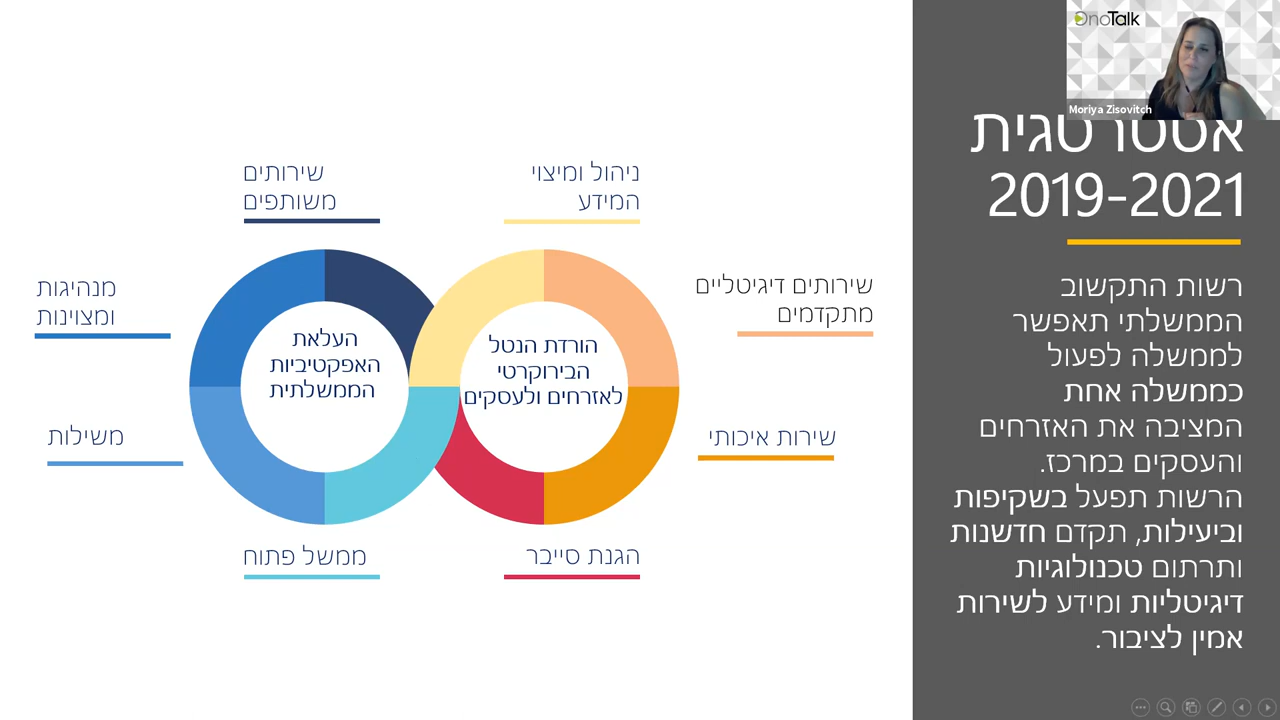 OnoTalk
Moriya Zisovitch
אסטרטגית
2019-2021
רשות התקשוב
הממשלתי תאפשר
לממשלה לפעול
כממשלה אחת
המציבה את האזרחים
והעסקים במרכז.
הרשות תפעל בשקיפות
וביעילות, תקדם חדשנות
ותרתום טכנולוגיות
דיגיטליות ומידע לשירות
אמין לציבור.
ניהול ומיצוי
המידע
שירותים
משותפים
שירותים דיגיטליים
מתקדמים
מנהיגות
ומצוינות
הורדת הנטל
הבירוקרטי
לאזרחים ולעסקים
העלאת
האפקטיביות
הממשלתית
שירות איכותי
משילות
הגנת סייבר
ממשל פתוח